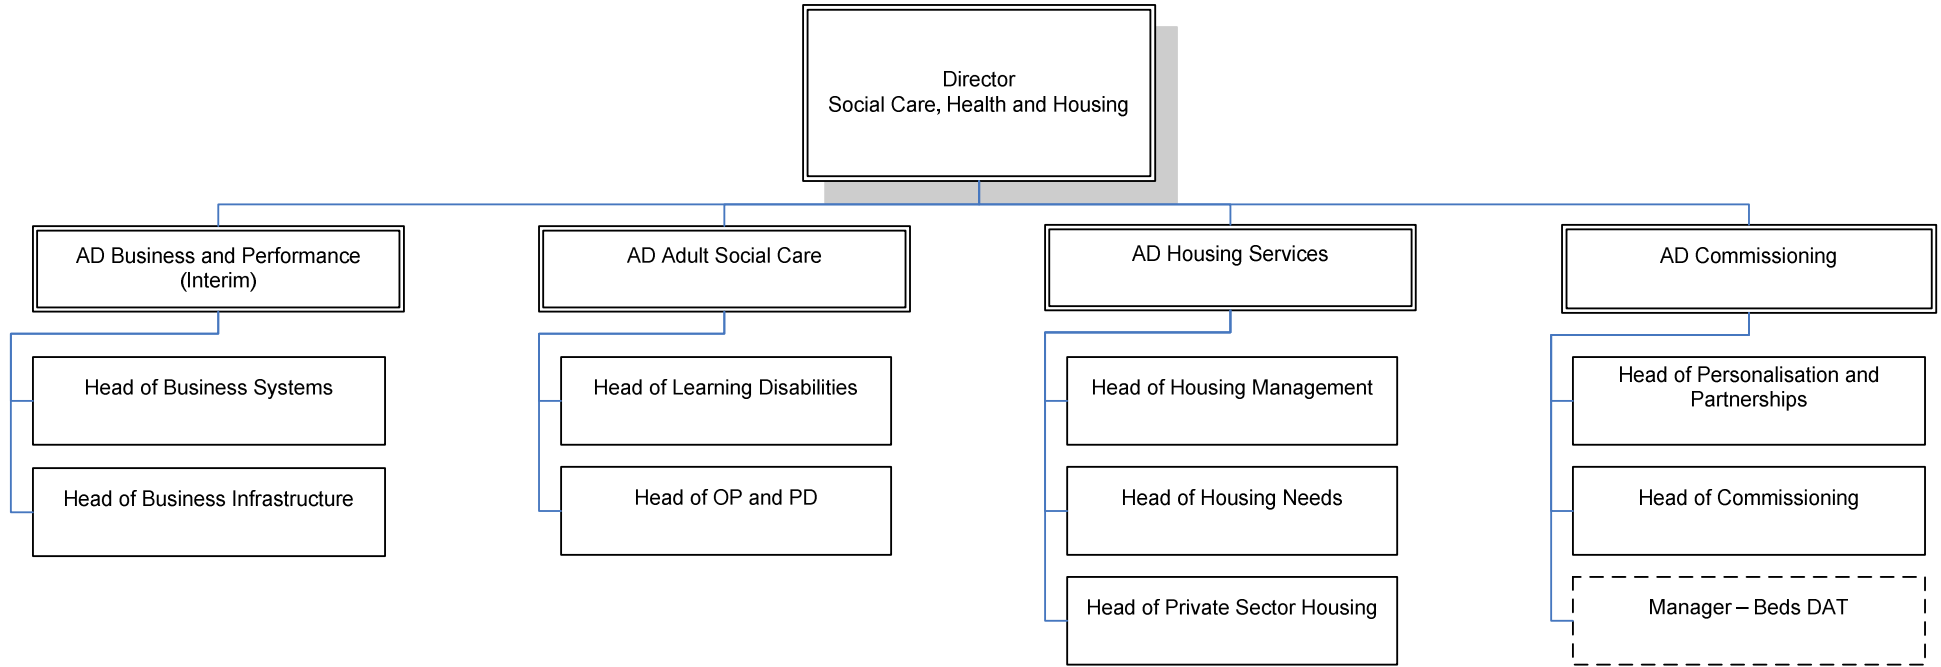 Director
Social Care, Health and Housing
AD Business and Performance
(Interim)
AD Adult Social Care
AD Housing Services
AD Commissioning
Head of Business Systems
Head of Learning Disabilities
Head of Housing Management
Head of Personalisation and
Partnerships
Head of Business Infrastructure
Head of OP and PD
Head of Housing Needs
Head of Commissioning
Head of Private Sector Housing
Manager – Beds DAT